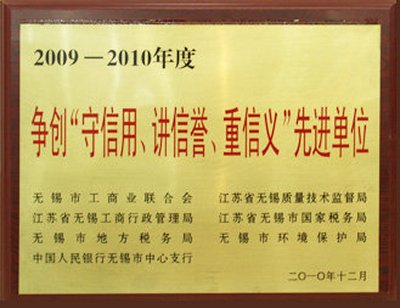 2009－2010年度
争创“守信用、讲信誉、重信义”先进单位
无锡市工商业联合会 江苏省无锡质量技术监督局
江苏省无锡工商行政管理局 江苏省无锡市国家税务局
无锡市地方税务局 无锡市环境保护局
中国人民银行无锡市中心支行
二○一○年十二月